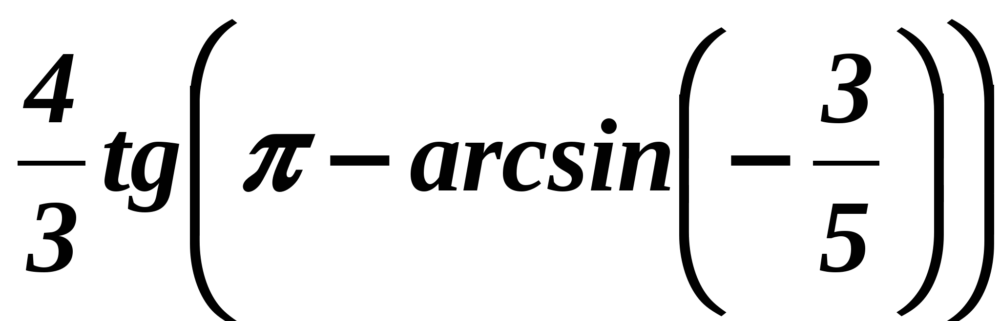 4/3 tg(π − arcsin(− 3/5))